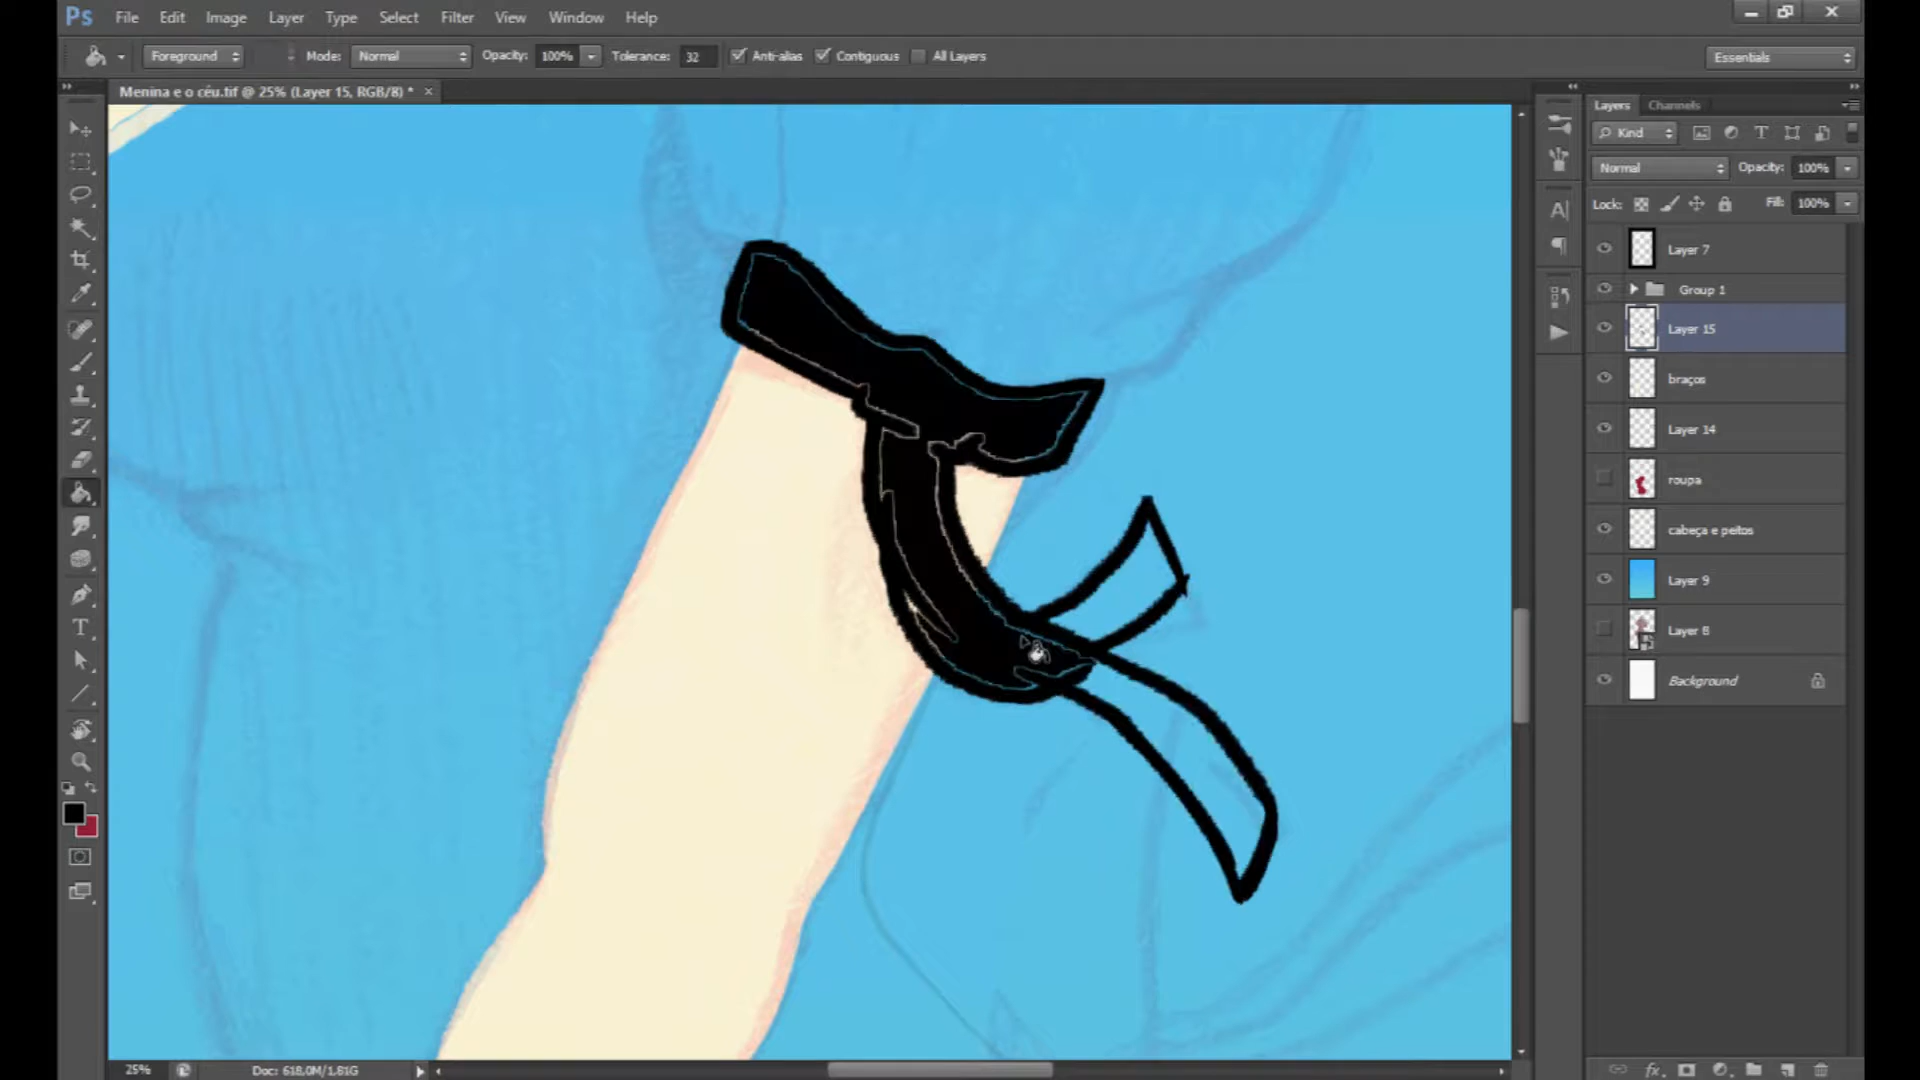 Ps File Edit Image Layer Type Select Filter View Window Help
Foreground Mode: Normal Opacity: 100% Tolerance: 32 Anti-alias Contiguous All Layers Essentials
Menina e o céu.tif @ 25% (Layer 15, RGB/8) * ×
Layers Channels
Kind
Normal Opacity: 100%
Lock: Fill: 100%
Layer 7
Group 1
Layer 15
braços
Layer 14
roupa
cabeça e peitos
Layer 9
Layer 8
Background
25% Doc: 618,0M/1,81G